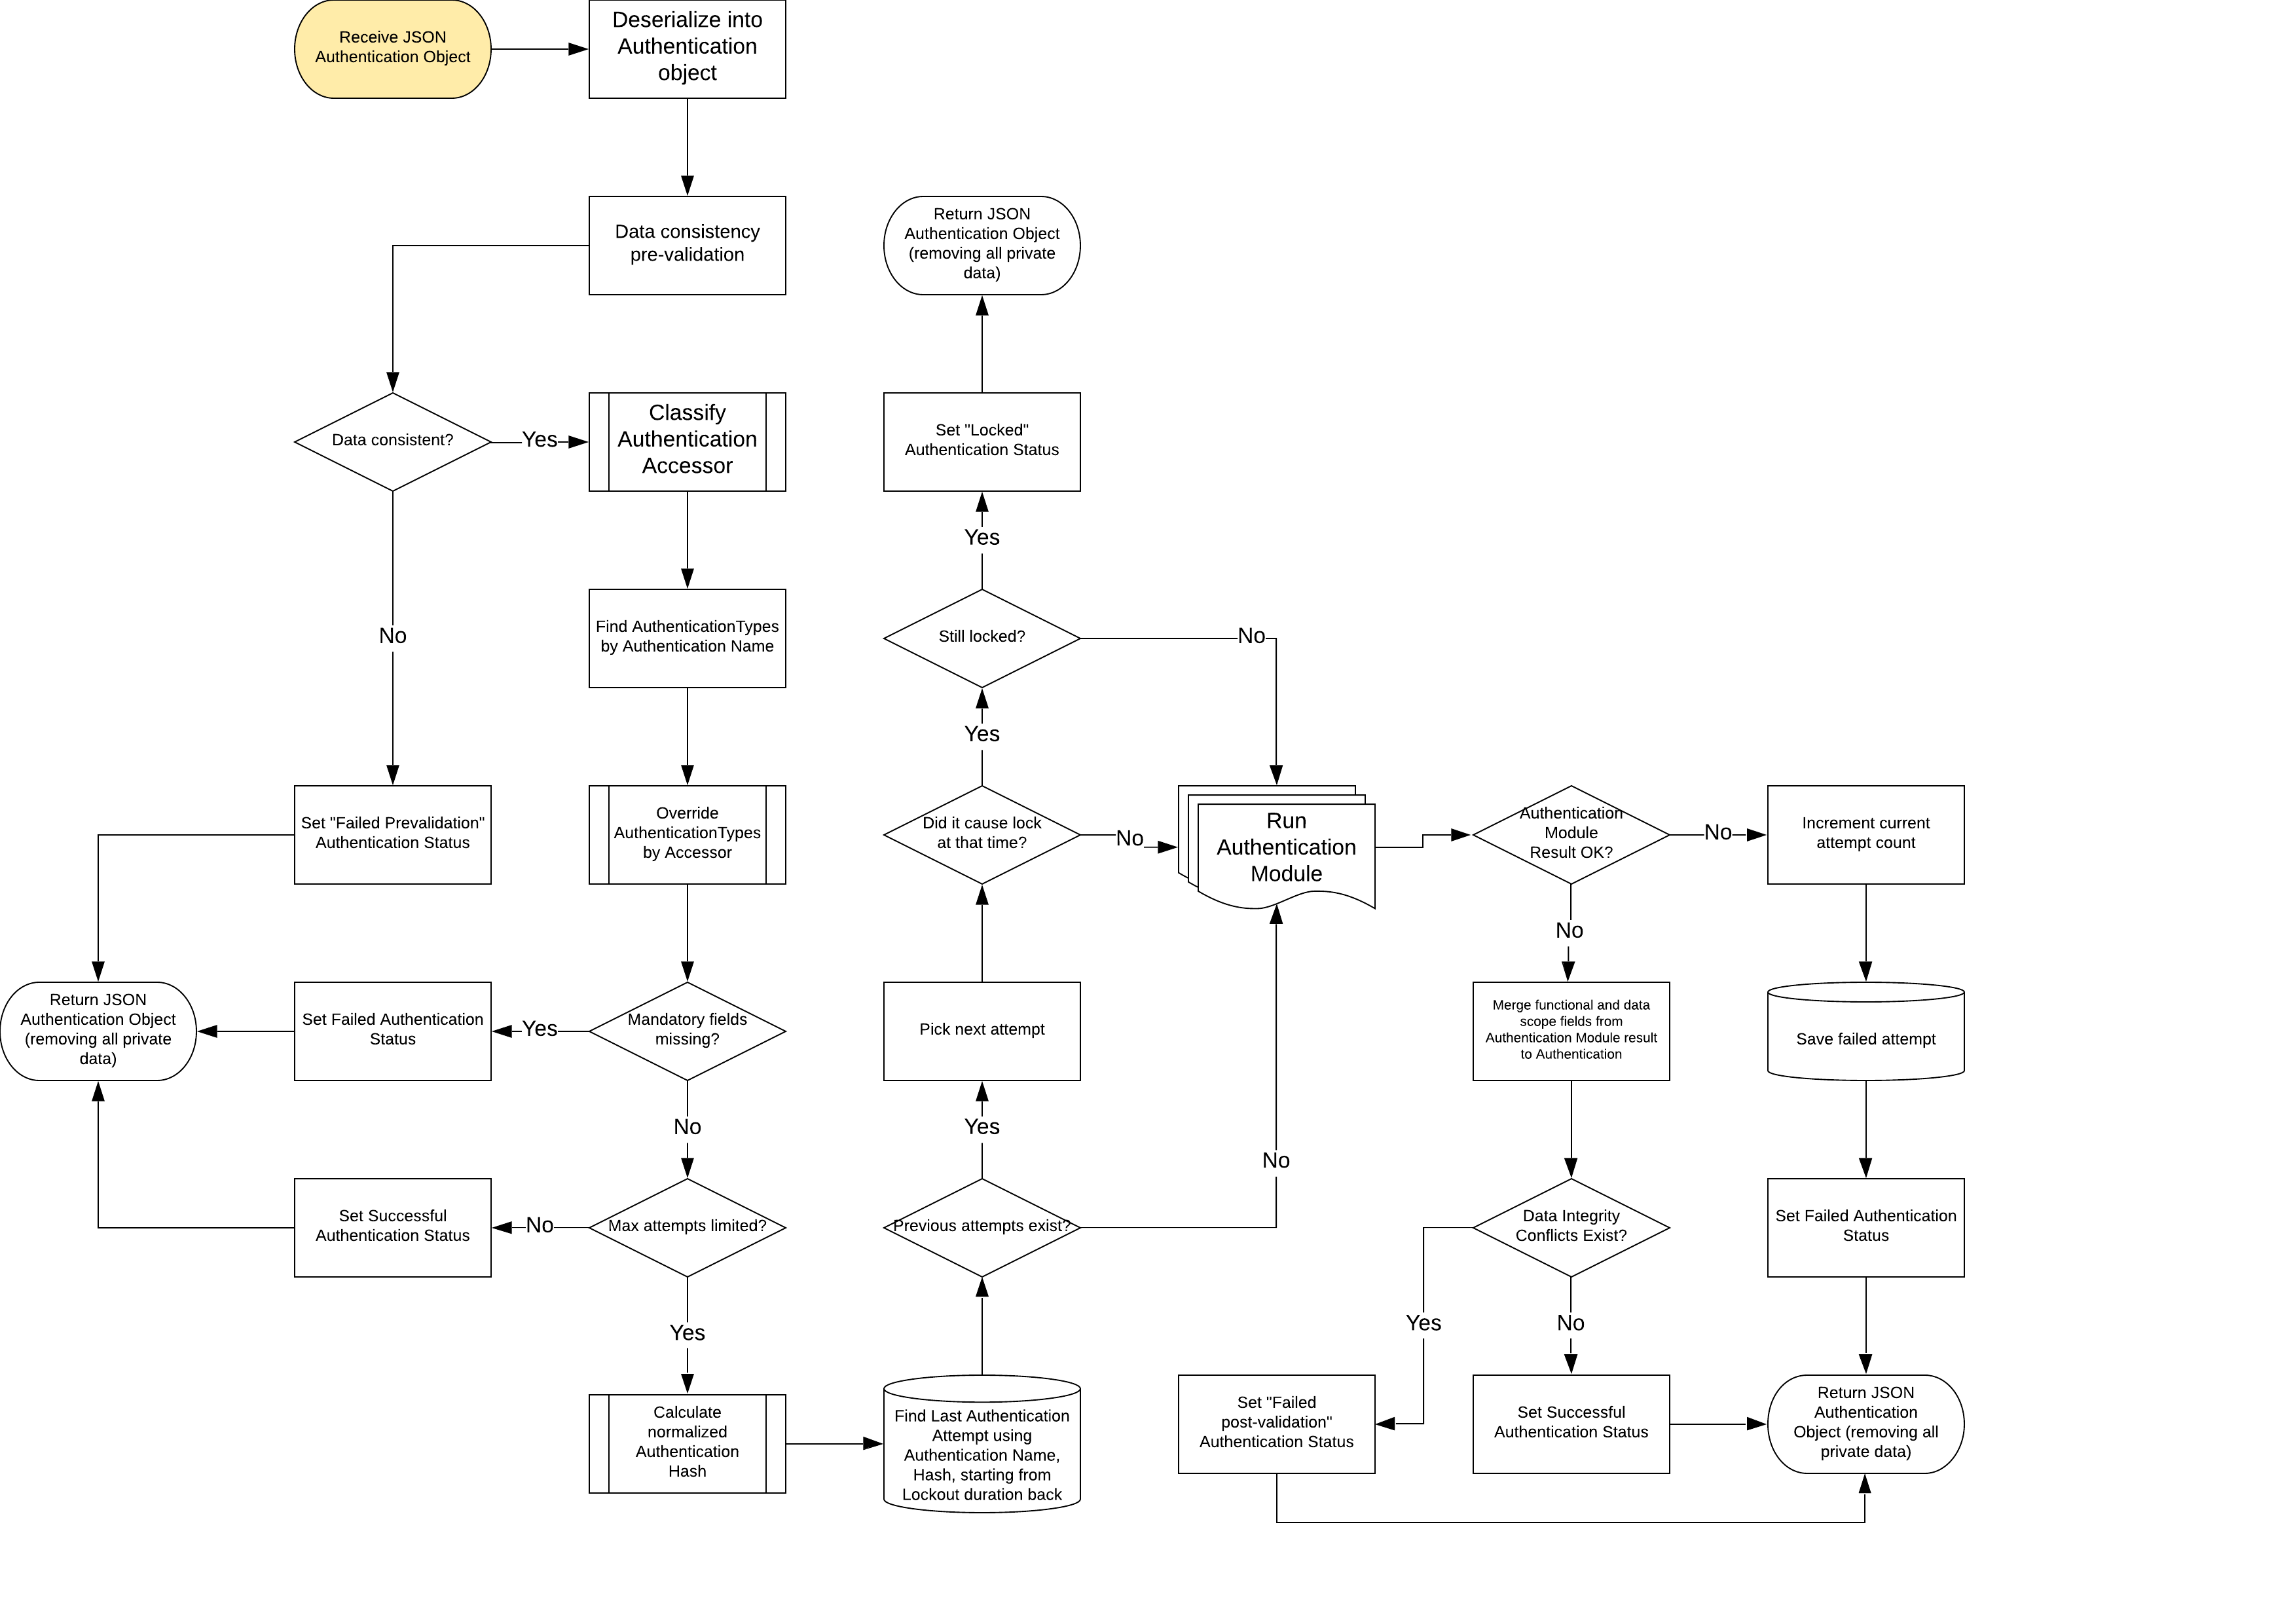 Receive JSON
Authentication Object
Deserialize into
Authentication
object
Data consistency
pre-validation
Return JSON
Authentication Object
(removing all private
data)
Data consistent?
Yes
Classify
Authentication
Accessor
Set "Locked"
Authentication Status
Yes
No
Find AuthenticationTypes
by Authentication Name
Still locked?
No
Yes
Set "Failed Prevalidation"
Authentication Status
Override
AuthenticationTypes
by Accessor
Did it cause lock
at that time?
No
Run
Authentication
Module
Authentication
Module
Result OK?
No
Increment current
attempt count
No
Return JSON
Authentication Object
(removing all private
data)
Set Failed Authentication
Status
Yes
Mandatory fields
missing?
Pick next attempt
Merge functional and data
scope fields from
Authentication Module result
to Authentication
Save failed attempt
No
Yes
No
Set Successful
Authentication Status
No
Max attempts limited?
Previous attempts exist?
Data Integrity
Conflicts Exist?
Set Failed Authentication
Status
Yes
Yes
No
Calculate
normalized
Authentication
Hash
Find Last Authentication
Attempt using
Authentication Name,
Hash, starting from
Lockout duration back
Set "Failed
post-validation"
Authentication Status
Set Successful
Authentication Status
Return JSON
Authentication
Object (removing all
private data)